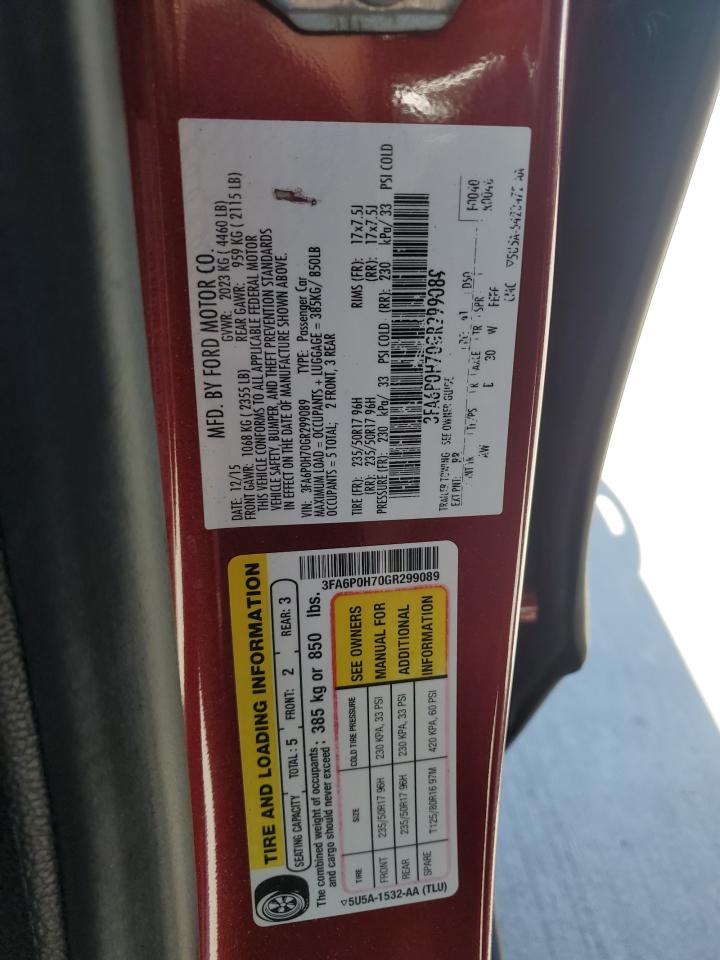 MFD. BY FORD MOTOR CO.
DATE: 12/15 GVWR: 2023 KG ( 4460 LB)
FRONT GAWR: 1068 KG ( 2355 LB) REAR GAWR: 959 KG ( 2115 LB)
THIS VEHICLE CONFORMS TO ALL APPLICABLE FEDERAL MOTOR
VEHICLE SAFETY, BUMPER, AND THEFT PREVENTION STANDARDS
IN EFFECT ON THE DATE OF MANUFACTURE SHOWN ABOVE.
VIN: 3FA6P0H70GR299089 TYPE: Passenger Car
MAXIMUM LOAD = OCCUPANTS + LUGGAGE = 385KG/ 850LB
OCCUPANTS = 5 TOTAL; 2 FRONT, 3 REAR
TIRE (FR): 235/50R17 96H RIMS (FR): 17x7.5J
(RR): 235/50R17 96H (RR): 17x7.5J
PRESSURE (FR): 230 kPa/ 33 PSI COLD (RR): 230 kPa/ 33 PSI COLD
3FA6P0H70GR299089
TRAILER TOWING SEE OWNER GUIDE
EXT PNT: RR DSO F0040
AXLE TR SPR X0040
AW 30 W
TIRE AND LOADING INFORMATION
SEATING CAPACITY TOTAL: 5 FRONT: 2 REAR: 3
The combined weight of occupants
and cargo should never exceed : 385 kg or 850 lbs.
3FA6P0H70GR299089
TIRE SIZE COLD TIRE PRESSURE SEE OWNERS
FRONT 235/50R17 96H 230 KPA, 33 PSI MANUAL FOR
REAR 235/50R17 96H 230 KPA, 33 PSI ADDITIONAL
SPARE T125/80R16 97M 420 KPA, 60 PSI INFORMATION
5U5A-1532-AA (TLU)